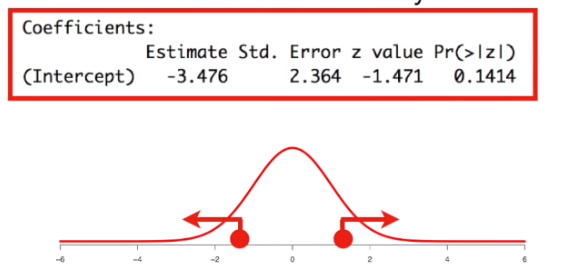 Coefficients:
Estimate Std. Error z value Pr(>|z|)
(Intercept) -3.476 2.364 -1.471 0.1414
-6 -4 -2 0 2 4 6